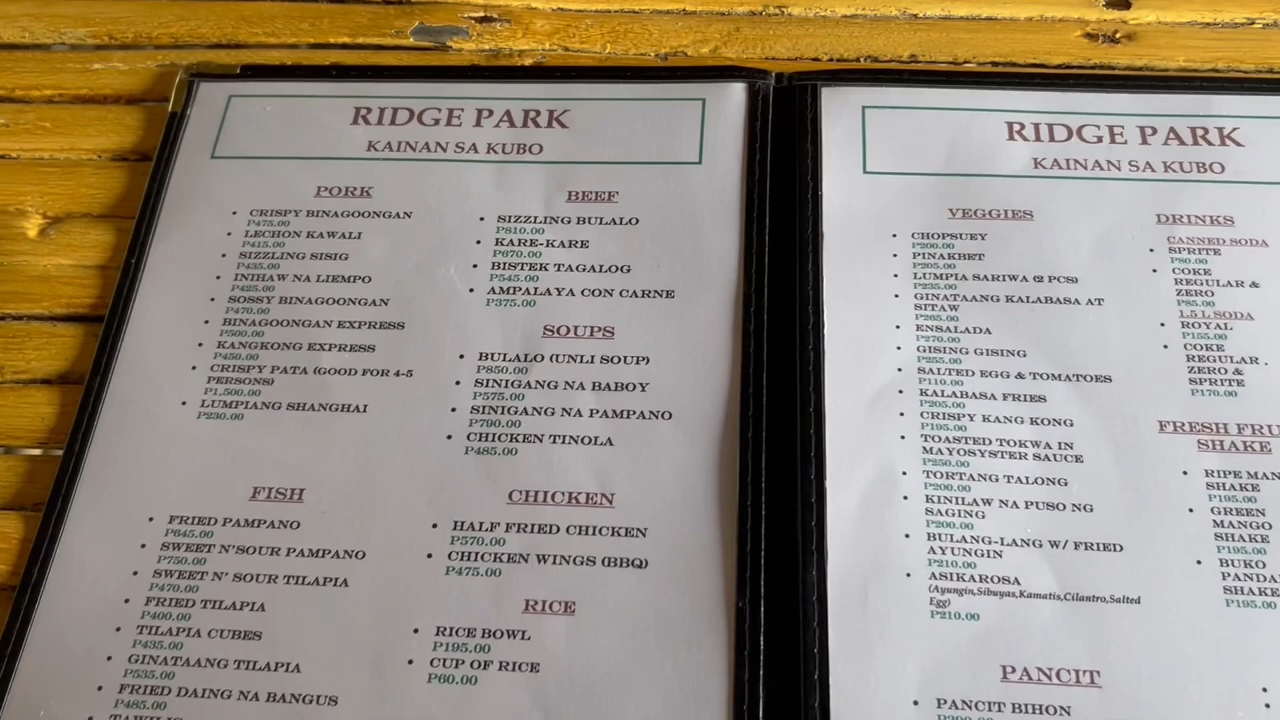 RIDGE PARK
KAINAN SA KUBO
PORK
• CRISPY BINAGOONGAN
P475.00
• LECHON KAWALI
P415.00
• SIZZLING SISIG
P435.00
• INIHAW NA LIEMPO
P425.00
• SOSSY BINAGOONGAN
P470.00
• BINAGOONGAN EXPRESS
P500.00
• KANGKONG EXPRESS
P450.00
• CRISPY PATA (GOOD FOR 4-5
PERSONS)
P1,500.00
• LUMPIANG SHANGHAI
P230.00
FISH
• FRIED PAMPANO
P645.00
• SWEET N'SOUR PAMPANO
P750.00
• SWEET N' SOUR TILAPIA
P470.00
• FRIED TILAPIA
P400.00
• TILAPIA CUBES
P435.00
• GINATAANG TILAPIA
P535.00
• FRIED DAING NA BANGUS
P485.00
BEEF
• SIZZLING BULALO
P810.00
• KARE-KARE
P670.00
• BISTEK TAGALOG
P545.00
• AMPALAYA CON CARNE
P375.00
SOUPS
• BULALO (UNLI SOUP)
P850.00
• SINIGANG NA BABOY
P575.00
• SINIGANG NA PAMPANO
P790.00
• CHICKEN TINOLA
P485.00
CHICKEN
• HALF FRIED CHICKEN
P570.00
• CHICKEN WINGS (BBQ)
P475.00
RICE
• RICE BOWL
P195.00
• CUP OF RICE
P60.00
RIDGE PARK
KAINAN SA KUBO
VEGGIES
• CHOPSUEY
P200.00
• PINAKBET
P205.00
• LUMPIA SARIWA (2 PCS)
P235.00
• GINATAANG KALABASA AT
SITAW
P265.00
• ENSALADA
P270.00
• GISING GISING
P255.00
• SALTED EGG & TOMATOES
P110.00
• KALABASA FRIES
P205.00
• CRISPY KANG KONG
P195.00
• TOASTED TOKWA IN
MAYOSYSTER SAUCE
P250.00
• TORTANG TALONG
P200.00
• KINILAW NA PUSO NG
SAGING
P200.00
• BULANG-LANG W/ FRIED
AYUNGIN
P210.00
• ASIKAROSA
(Ayungin,Sibuyas,Kamatis,Cilantro,Salted
Egg)
P210.00
PANCIT
• PANCIT BIHON
DRINKS
CANNED SODA
• SPRITE
P80.00
• COKE
REGULAR &
ZERO
P85.00
1.5 L SODA
• ROYAL
P155.00
• COKE
REGULAR .
ZERO &
SPRITE
P170.00
FRESH
SHAKE
• RIPE
SHAKE
P195.00
• GREEN
MANGO
SHAKE
P195.00
• BUKO
SHAKE
P195.00